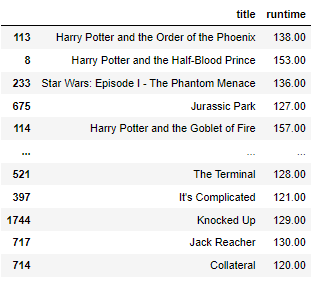 title runtime
113 Harry Potter and the Order of the Phoenix 138.00
8 Harry Potter and the Half-Blood Prince 153.00
233 Star Wars: Episode I - The Phantom Menace 136.00
675 Jurassic Park 127.00
114 Harry Potter and the Goblet of Fire 157.00
... ... ...
521 The Terminal 128.00
397 It's Complicated 121.00
1744 Knocked Up 129.00
717 Jack Reacher 130.00
714 Collateral 120.00